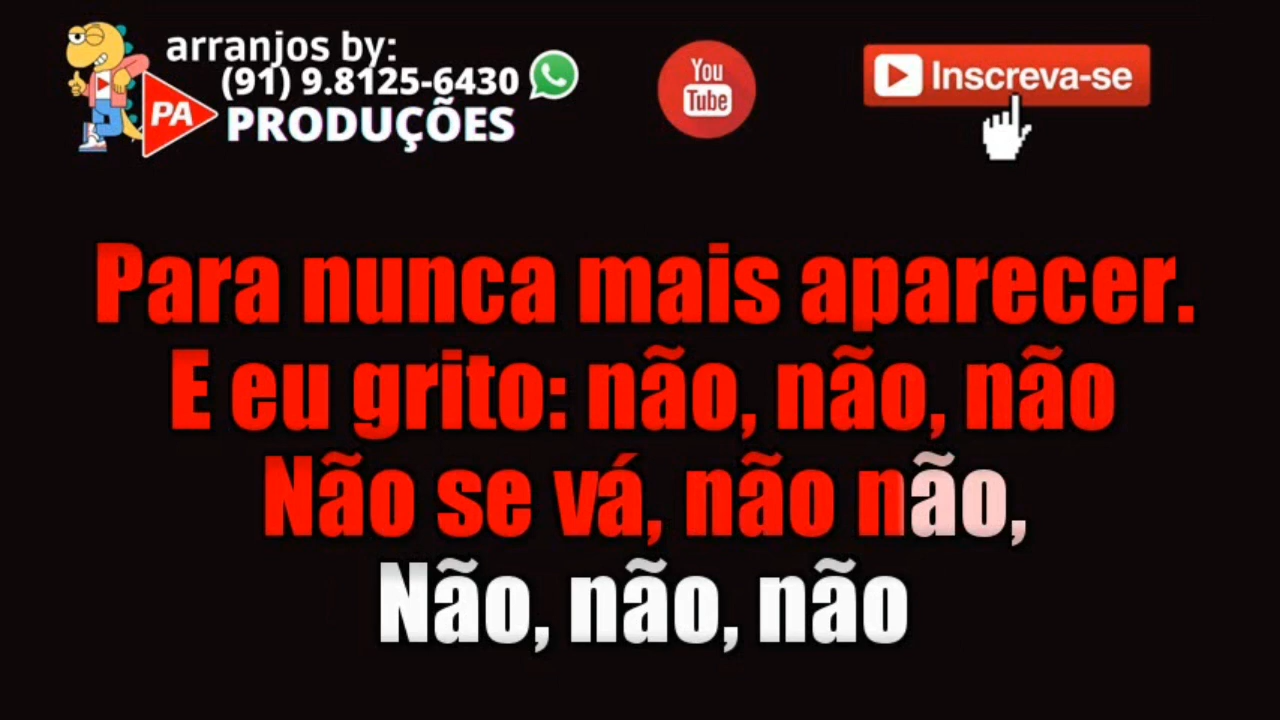 arranjos by:
(91) 9.8125-6430
PA
PRODUÇÕES
You
Tube
Inscreva-se
Para nunca mais aparecer.
E eu grito: não, não, não
Não se vá, não não,
Não, não, não